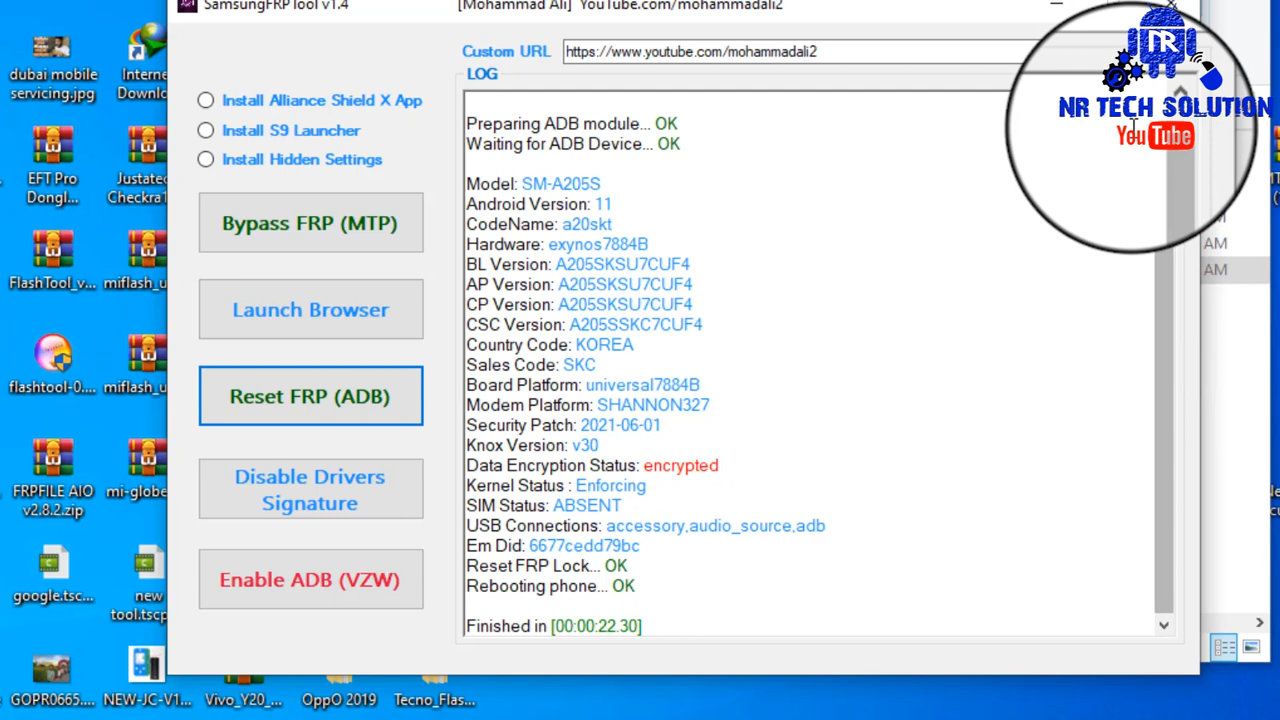 SamsungFRPTool v1.4
[Mohammad Ali] YouTube.com/mohammadali2
Custom URL
https://www.youtube.com/mohammadali2
LOG
Install Alliance Shield X App
Install S9 Launcher
Install Hidden Settings
Bypass FRP (MTP)
Launch Browser
Reset FRP (ADB)
Disable Drivers
Signature
Enable ADB (VZW)
Preparing ADB module... OK
Waiting for ADB Device... OK
Model: SM-A205S
Android Version: 11
CodeName: a20skt
Hardware: exynos7884B
BL Version: A205SKSU7CUF4
AP Version: A205SKSU7CUF4
CP Version: A205SKSU7CUF4
CSC Version: A205SSKC7CUF4
Country Code: KOREA
Sales Code: SKC
Board Platform: universal7884B
Modem Platform: SHANNON327
Security Patch: 2021-06-01
Knox Version: v30
Data Encryption Status: encrypted
Kernel Status : Enforcing
SIM Status: ABSENT
USB Connections: accessory,audio_source,adb
Em Did: 6677cedd79bc
Reset FRP Lock... OK
Rebooting phone... OK
Finished in [00:00:22.30]
NR
NR TECH SOLUTION
YouTube
AM
AM
dubai mobile
servicing.jpg
Interne
Downlo
EFT Pro
Dongl...
Justate
Checkra1
FlashTool_v...
miflash_u
flashtool-0....
miflash_u
FRPFILE AIO
v2.8.2.zip
mi-globe
google.tsc...
new
tool.tscp
GOPR0665....
NEW-JC-V1...
Vivo_Y20_...
OppO 2019
Tecno_Flas...